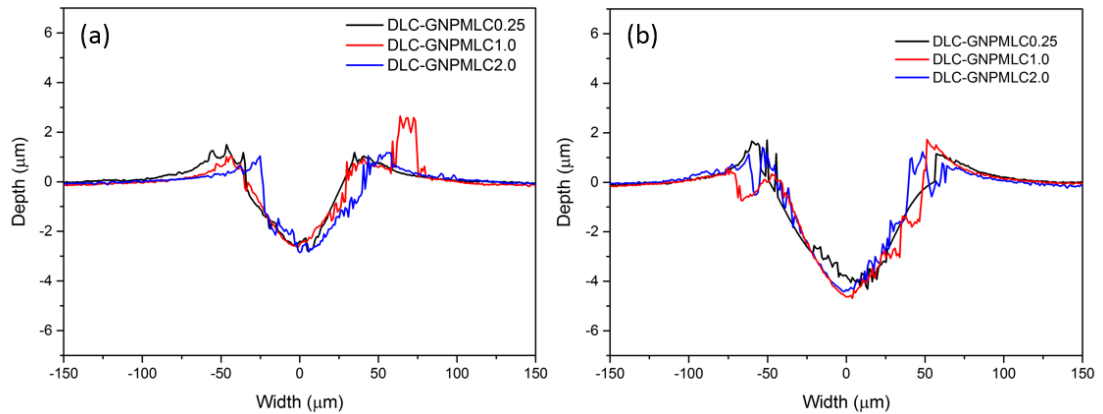 (a)
DLC-GNPMLC0.25
DLC-GNPMLC1.0
DLC-GNPMLC2.0
6
4
2
0
-2
-4
-6
Depth (μm)
-150 -100 -50 0 50 100 150
Width (μm)
(b)
DLC-GNPMLC0.25
DLC-GNPMLC1.0
DLC-GNPMLC2.0
6
4
2
0
-2
-4
-6
Depth (μm)
-150 -100 -50 0 50 100 150
Width (μm)